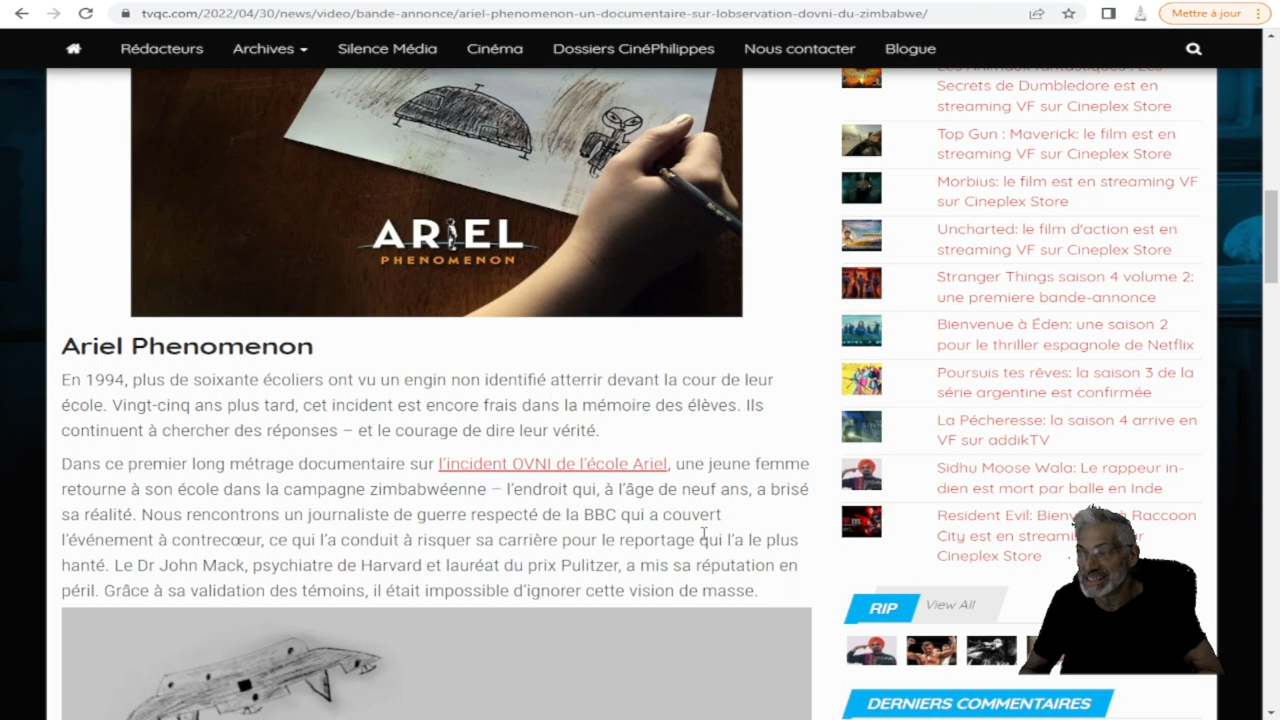 tvqc.com/2022/04/30/news/video/bande-annonce/ariel-phenomenon-un-documentaire-sur-lobservation-dovni-du-zimbabwe/
Mettre à jour
Rédacteurs
Archives
Silence Média
Cinéma
Dossiers CinéPhilippes
Nous contacter
Blogue
ARIEL
PHENOMENON
Ariel Phenomenon
En 1994, plus de soixante écoliers ont vu un engin non identifié atterrir devant la cour de leur
école. Vingt-cinq ans plus tard, cet incident est encore frais dans la mémoire des élèves. Ils
continuent à chercher des réponses – et le courage de dire leur vérité.
Dans ce premier long métrage documentaire sur l'incident OVNI de l'école Ariel, une jeune femme
retourne à son école dans la campagne zimbabwéenne – l'endroit qui, à l'âge de neuf ans, a brisé
sa réalité. Nous rencontrons un journaliste de guerre respecté de la BBC qui a couvert
l'événement à contrecœur, ce qui l'a conduit à risquer sa carrière pour le reportage qui l'a le plus
hanté. Le Dr John Mack, psychiatre de Harvard et lauréat du prix Pulitzer, a mis sa réputation en
péril. Grâce à sa validation des témoins, il était impossible d'ignorer cette vision de masse.
Les Animaux fantastiques : Les
Secrets de Dumbledore est en
streaming VF sur Cineplex Store
Top Gun : Maverick: le film est en
streaming VF sur Cineplex Store
Morbius: le film est en streaming VF
sur Cineplex Store
Uncharted: le film d'action est en
streaming VF sur Cineplex Store
Stranger Things saison 4 volume 2:
une premiere bande-annonce
Bienvenue à Éden: une saison 2
pour le thriller espagnole de Netflix
Poursuis tes rêves: la saison 3 de la
série argentine est confirmée
La Pécheresse: la saison 4 arrive en
VF sur addikTV
Sidhu Moose Wala: Le rappeur in-
dien est mort par balle en Inde
Resident Evil: Raccoon
City est en
Cineplex Store
RIP
View All
DERNIERS COMMENTAIRES